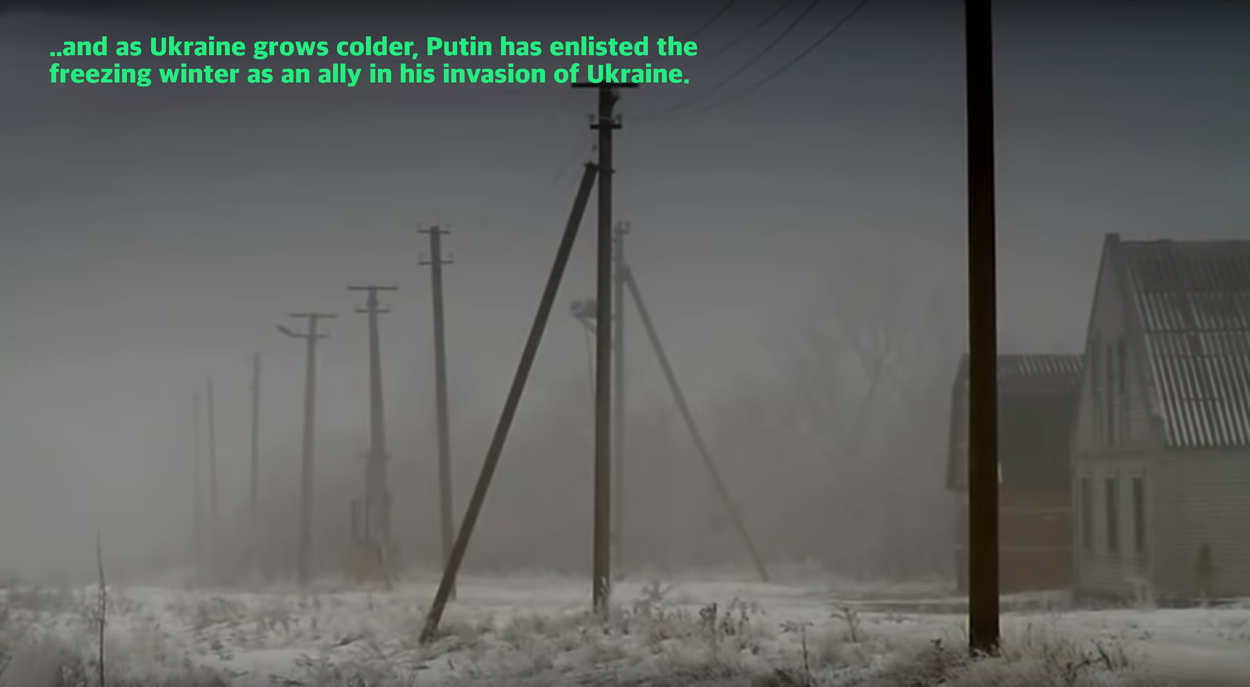 ..and as Ukraine grows colder, Putin has enlisted the
freezing winter as an ally in his invasion of Ukraine.